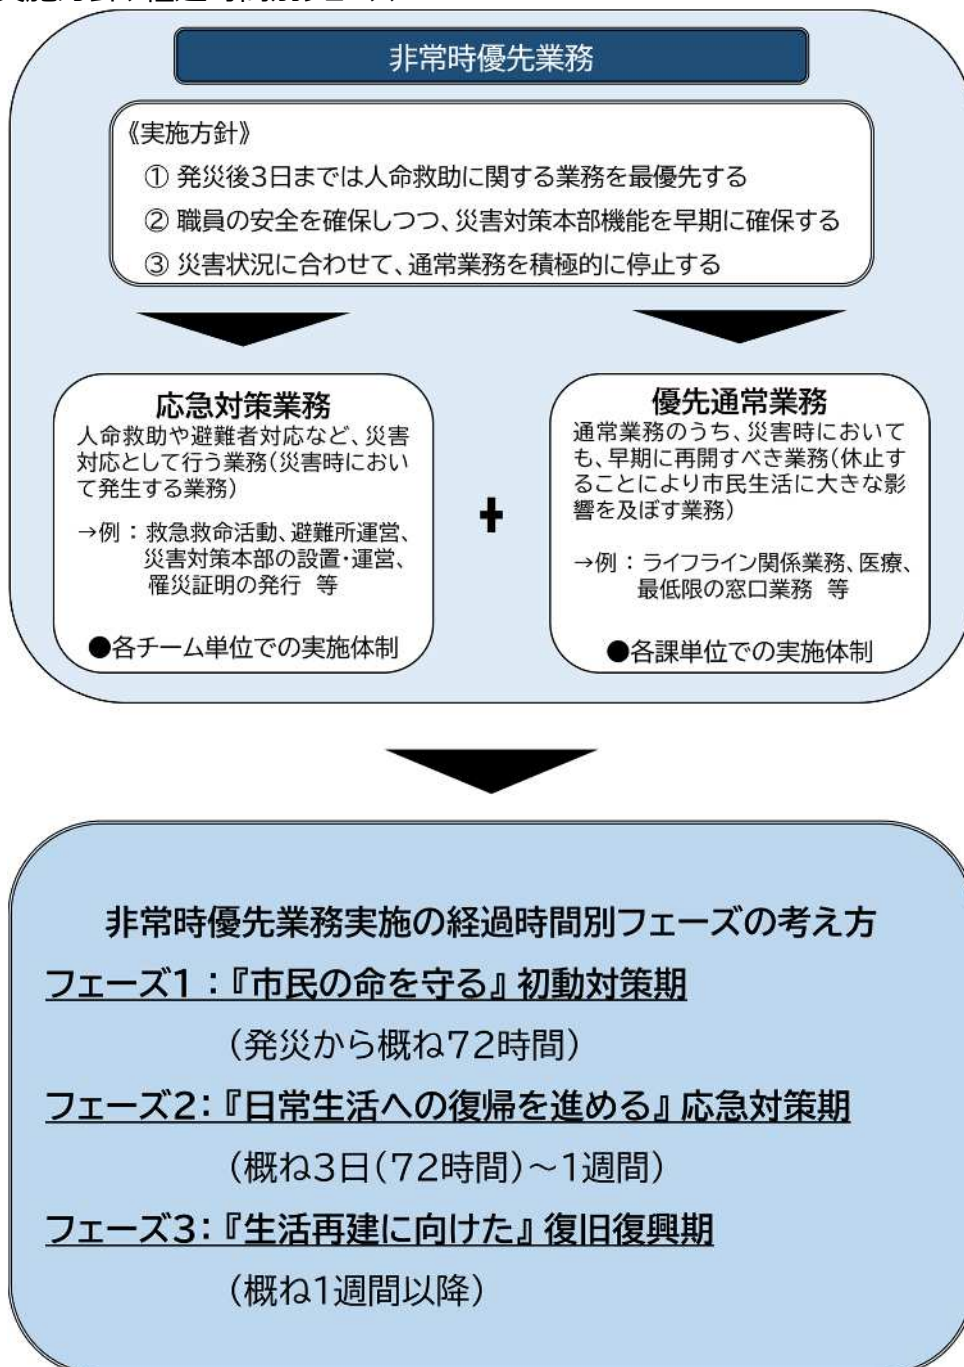 非常時優先業務
《実施方針》
① 発災後3日までは人命救助に関する業務を最優先する
② 職員の安全を確保しつつ、災害対策本部機能を早期に確保する
③ 災害状況に合わせて、通常業務を積極的に停止する
応急対策業務
人命救助や避難者対応など、災害
対応として行う業務(災害時におい
て発生する業務)
→例：救急救命活動、避難所運営、
災害対策本部の設置・運営、
罹災証明の発行 等
●各チーム単位での実施体制
+
優先通常業務
通常業務のうち、災害時において
も、早期に再開すべき業務(休止す
ることにより市民生活に大きな影
響を及ぼす業務)
→例：ライフライン関係業務、医療、
最低限の窓口業務 等
●各課単位での実施体制
非常時優先業務実施の経過時間別フェーズの考え方
フェーズ1：『市民の命を守る』初動対策期
(発災から概ね72時間)
フェーズ2：『日常生活への復帰を進める』応急対策期
(概ね3日(72時間)～1週間)
フェーズ3：『生活再建に向けた』復旧復興期
(概ね1週間以降)